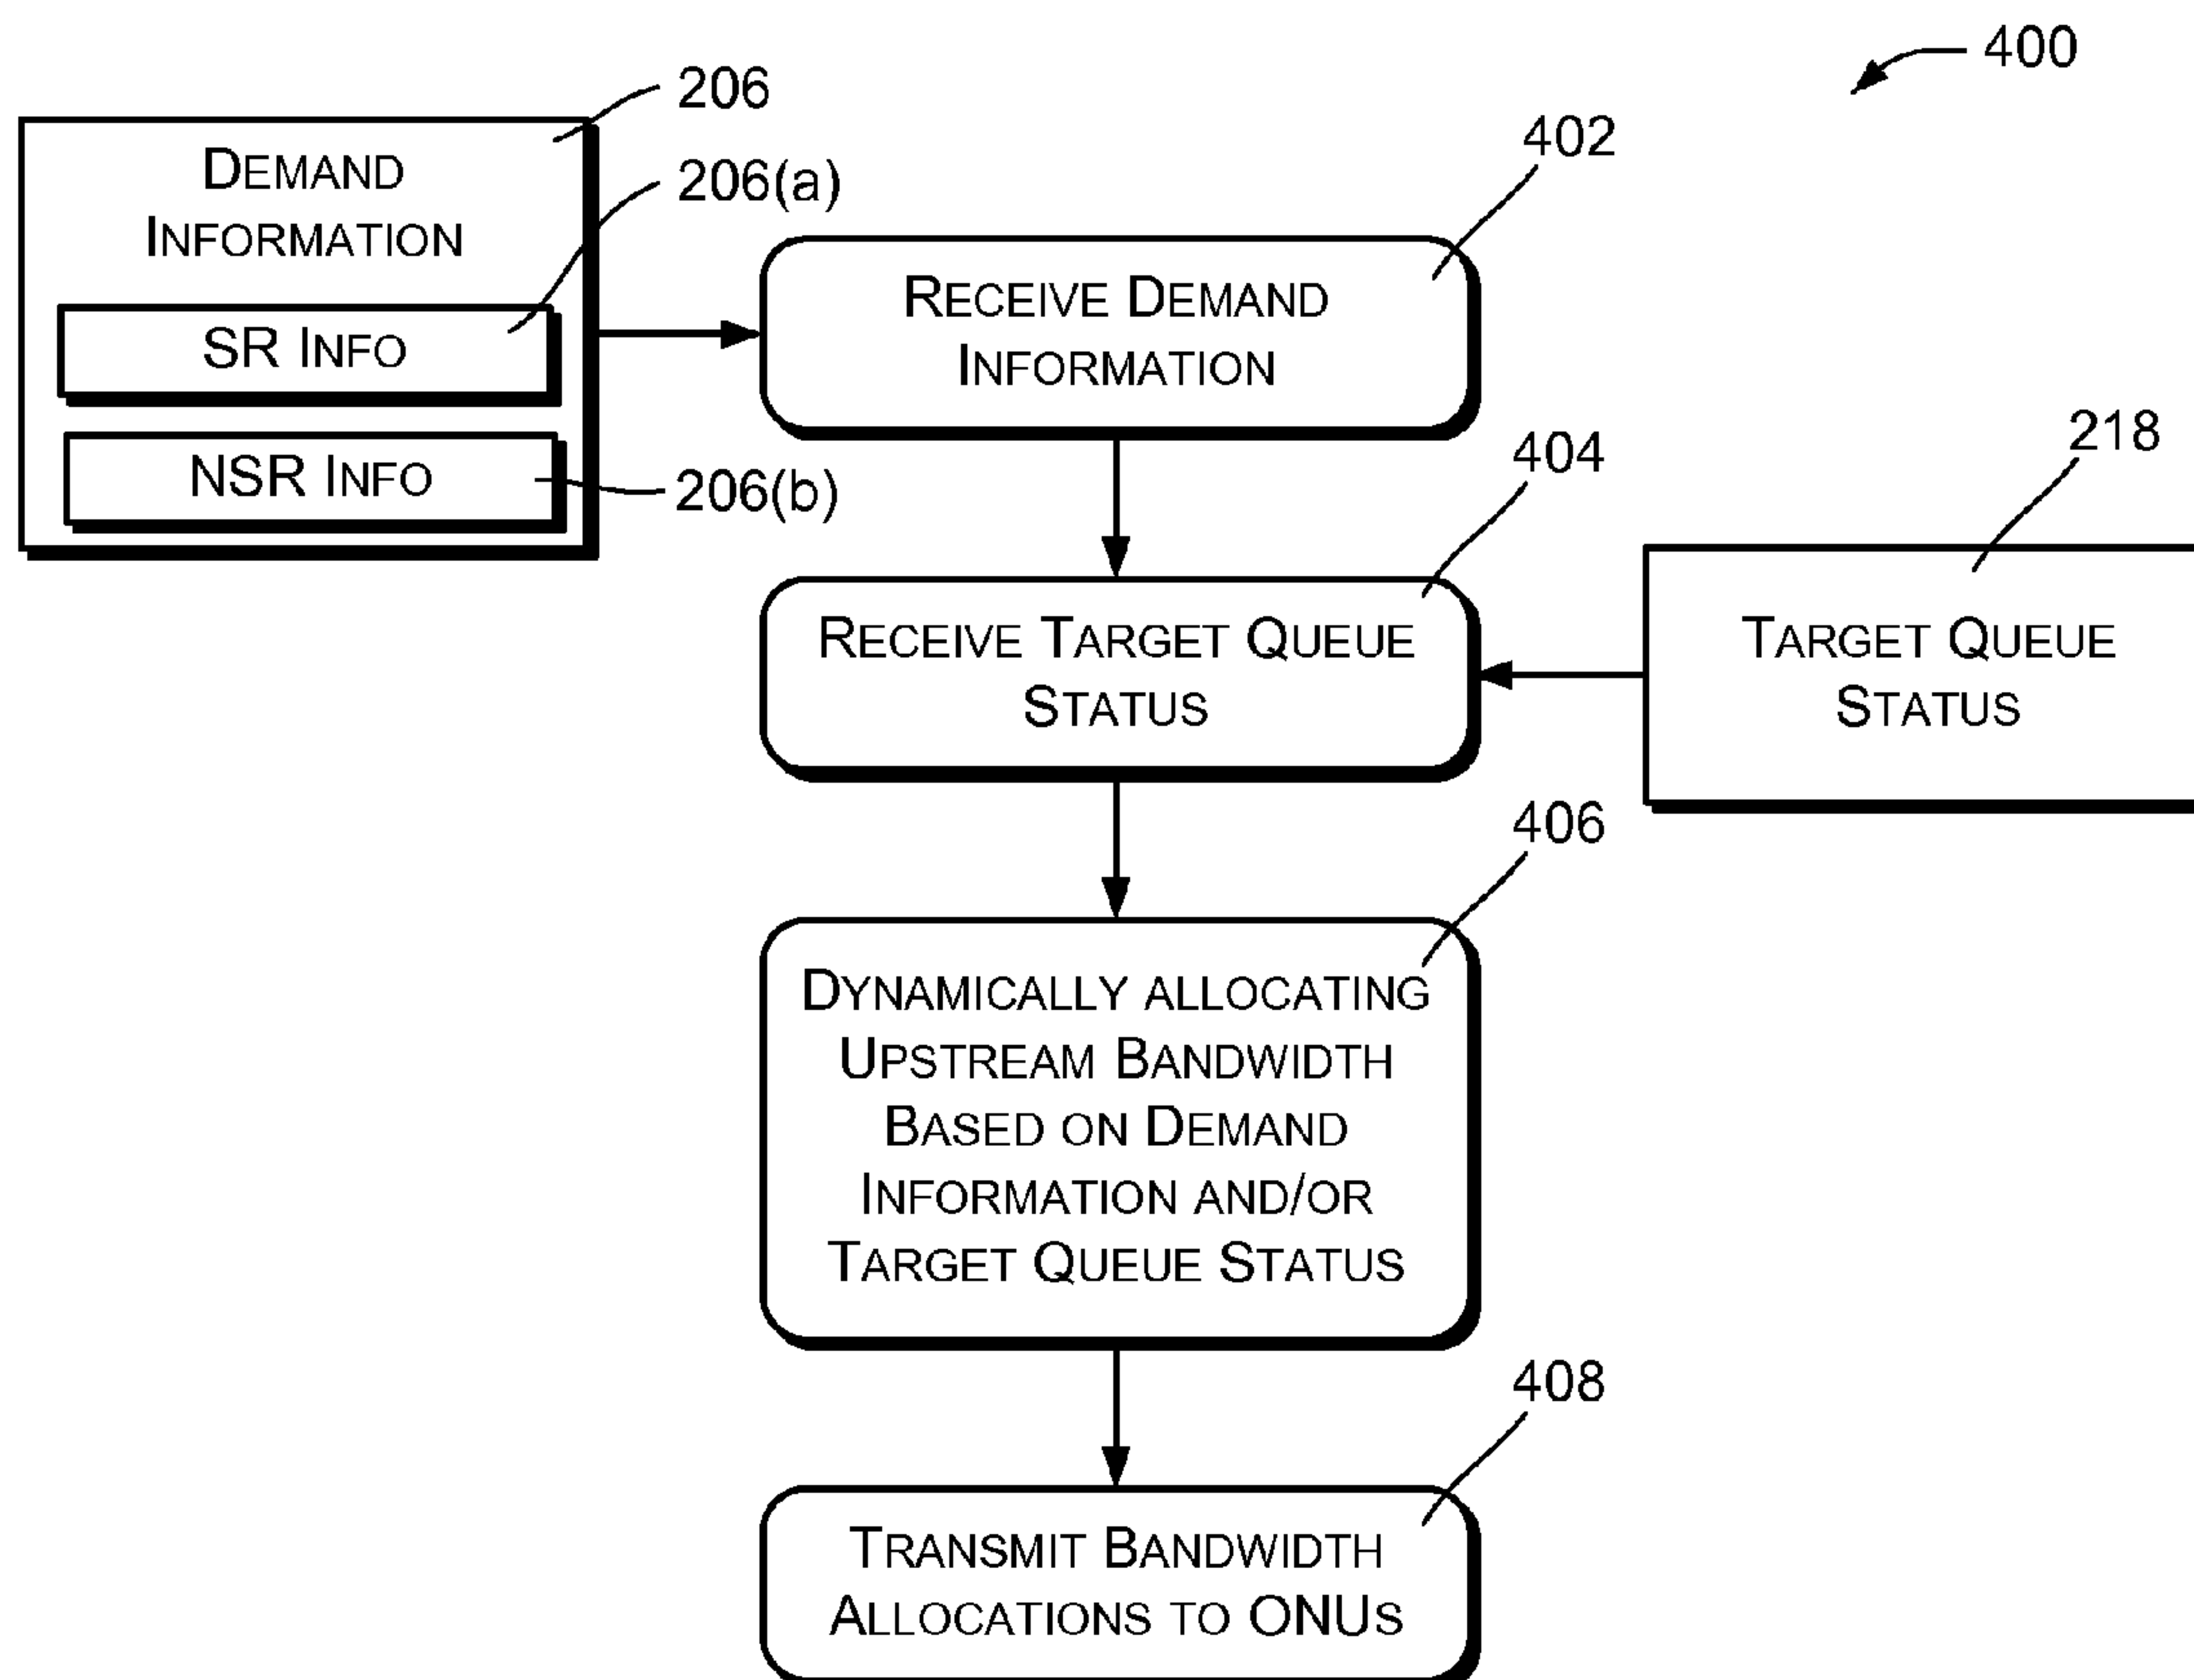 400
206
DEMAND
INFORMATION
206(a)
SR INFO
NSR INFO
206(b)
402
RECEIVE DEMAND
INFORMATION
404
RECEIVE TARGET QUEUE
STATUS
218
TARGET QUEUE
STATUS
406
DYNAMICALLY ALLOCATING
UPSTREAM BANDWIDTH
BASED ON DEMAND
INFORMATION AND/OR
TARGET QUEUE STATUS
408
TRANSMIT BANDWIDTH
ALLOCATIONS TO ONUS